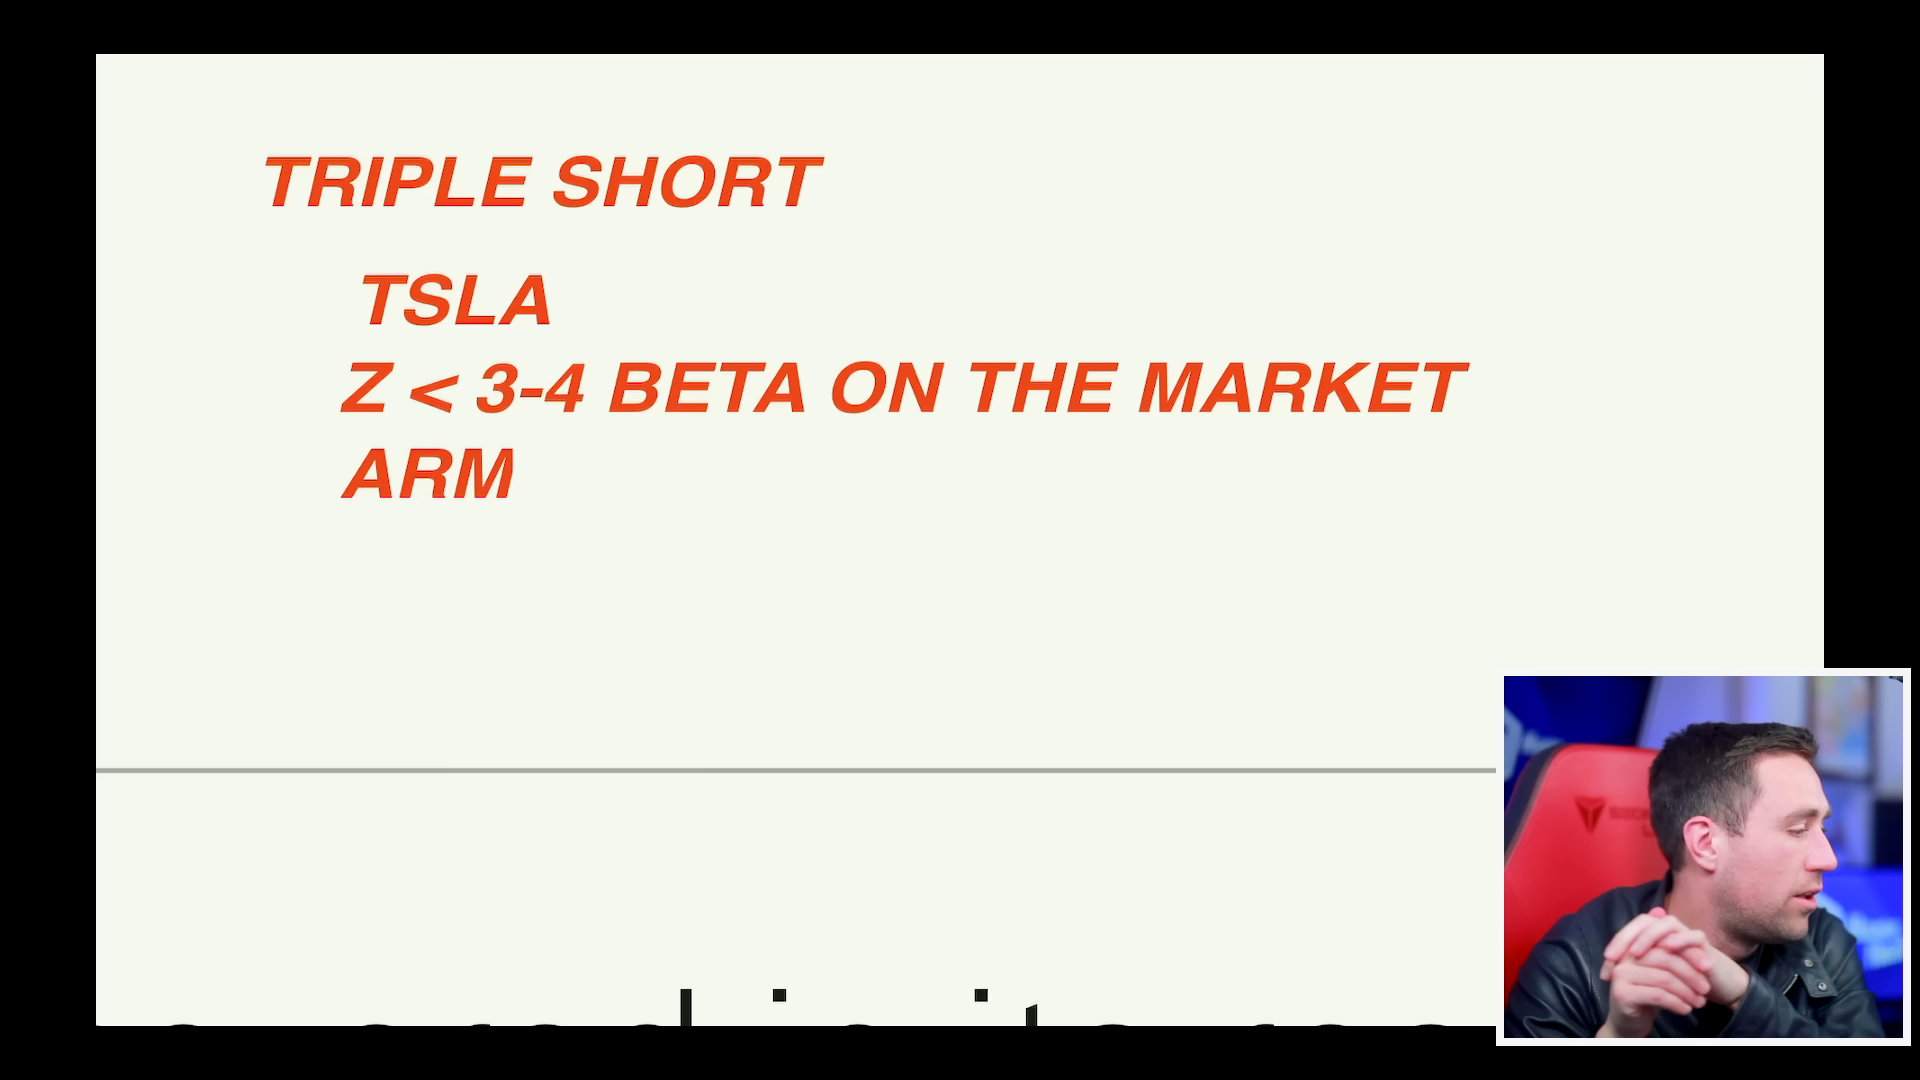 TRIPLE SHORT
TSLA
Z < 3-4 BETA ON THE MARKET
ARM